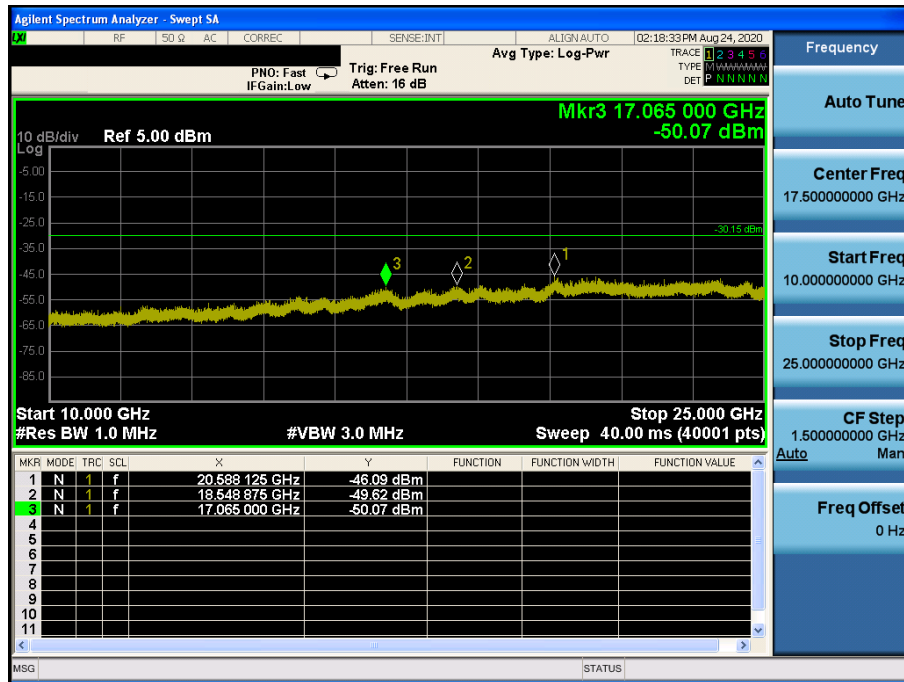 Agilent Spectrum Analyzer - Swept SA
LXI RF 50 Ω AC CORREC SENSE:INT ALIGN AUTO 02:18:33 PM Aug 24, 2020
Frequency
Avg Type: Log-Pwr
TRACE 1 2 3 4 5 6
PNO: Fast Trig: Free Run TYPE M WWWWW
IFGain:Low Atten: 16 dB DET P N N N N N
Auto Tune
Mkr3 17.065 000 GHz
-50.07 dBm
10 dB/div Ref 5.00 dBm
Log
-5.00
Center Freq
17.500000000 GHz
-15.0
-25.0
-30.15 dBm
-35.0
3 2 1
Start Freq
10.000000000 GHz
-45.0
-55.0
-65.0
Stop Freq
25.000000000 GHz
-75.0
-85.0
Start 10.000 GHz Stop 25.000 GHz
#Res BW 1.0 MHz #VBW 3.0 MHz Sweep 40.00 ms (40001 pts)
CF Step
1.500000000 GHz
Auto Man
MKR MODE TRC SCL X Y FUNCTION FUNCTION WIDTH FUNCTION VALUE
1 N 1 f 20.588 125 GHz -46.09 dBm
2 N 1 f 18.548 875 GHz -49.62 dBm
3 N 1 f 17.065 000 GHz -50.07 dBm
4
5
6
7
8
9
10
11
Freq Offset
0 Hz
MSG STATUS